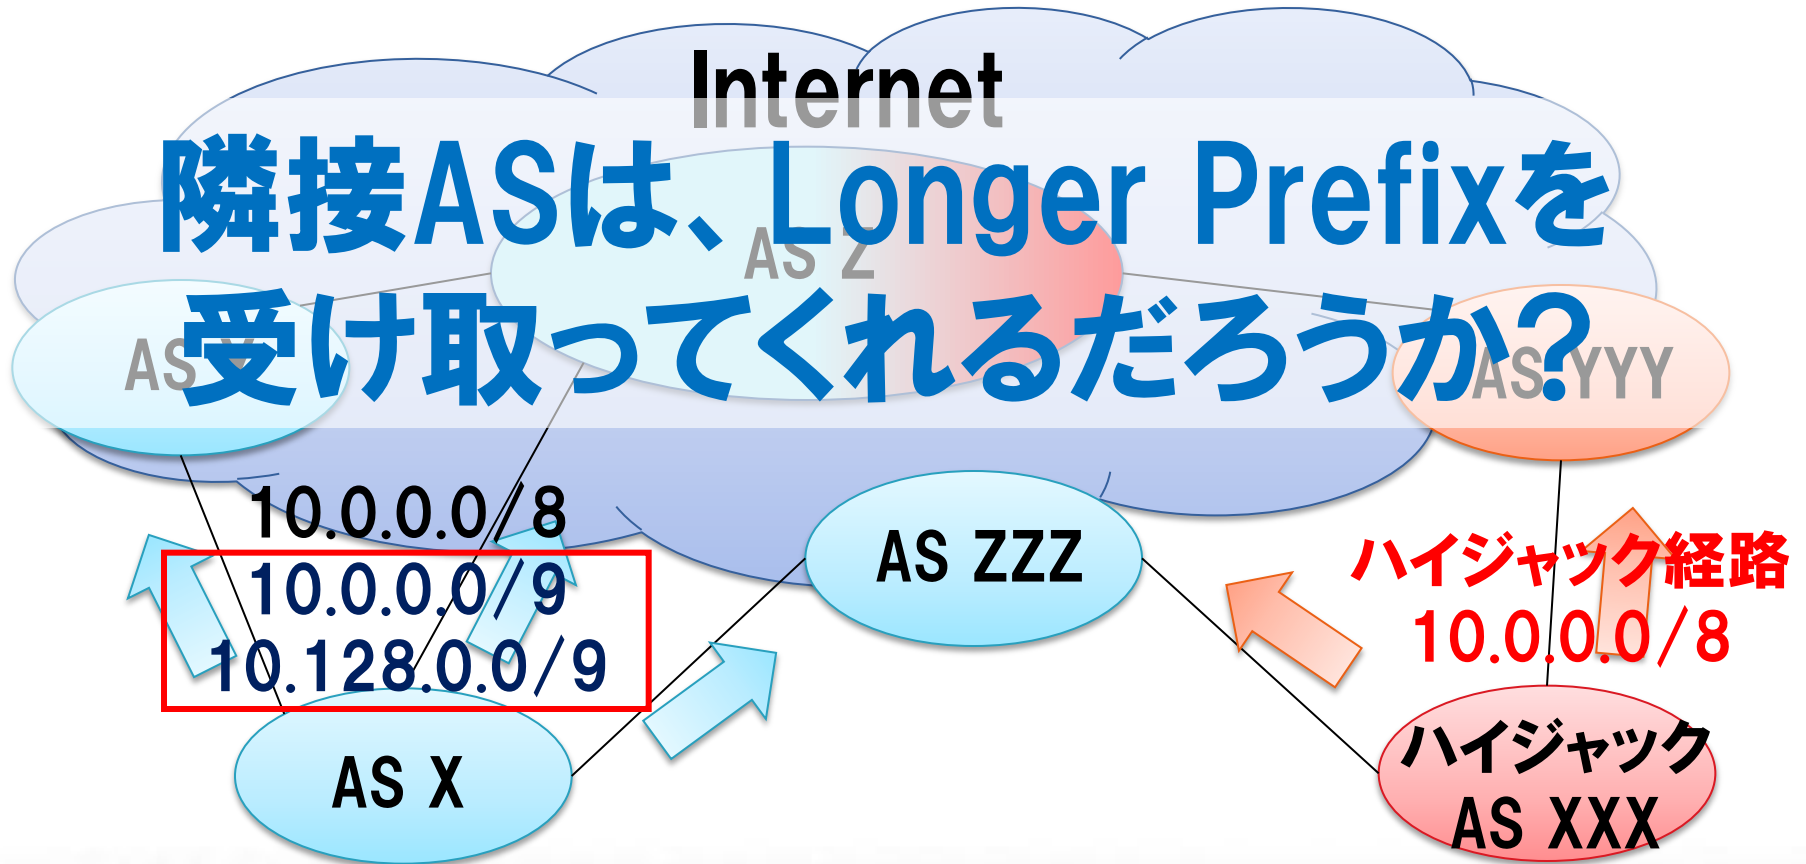 Internet
隣接ASは、Longer Prefixを
受け取ってくれるだろうか?
AS Z
AS Y
AS YYY
10.0.0.0/8
10.0.0.0/9
10.128.0.0/9
AS ZZZ
ハイジャック経路
10.0.0.0/8
AS X
ハイジャック
AS XXX